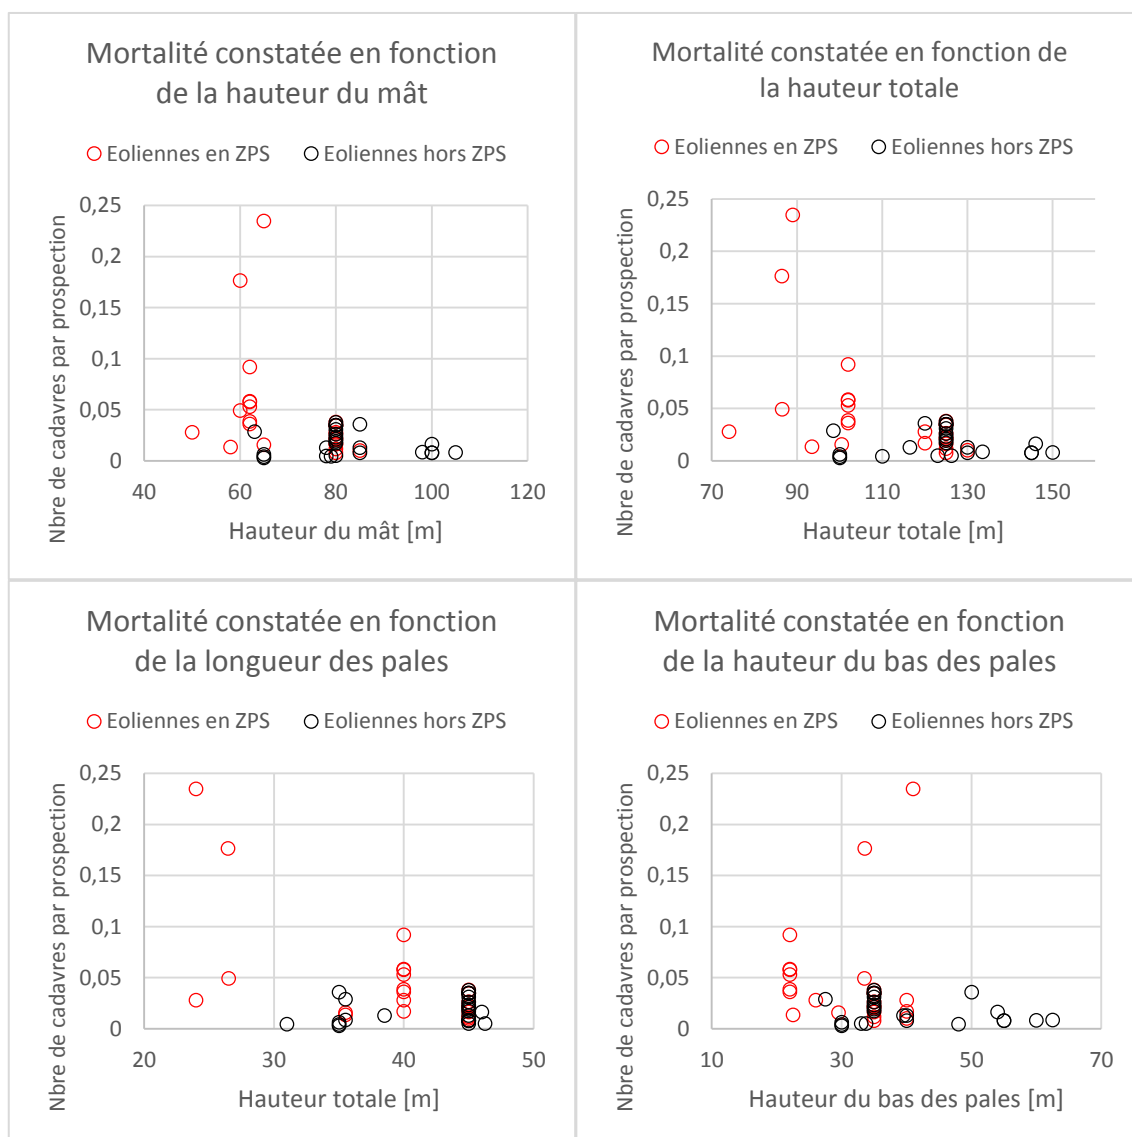 Mortalité constatée en fonction
de la hauteur du mât
Eoliennes en ZPS Eoliennes hors ZPS
Nbre de cadavres par prospection
0,25
0,2
0,15
0,1
0,05
0
40 60 80 100 120
Hauteur du mât [m]
Mortalité constatée en fonction de
la hauteur totale
Eoliennes en ZPS Eoliennes hors ZPS
Nbre de cadavres par prospection
0,25
0,2
0,15
0,1
0,05
0
70 90 110 130 150
Hauteur totale [m]
Mortalité constatée en fonction
de la longueur des pales
Eoliennes en ZPS Eoliennes hors ZPS
Nbre de cadavres par prospection
0,25
0,2
0,15
0,1
0,05
0
20 30 40 50
Hauteur totale [m]
Mortalité constatée en fonction
de la hauteur du bas des pales
Eoliennes en ZPS Eoliennes hors ZPS
Nbre de cadavres par prospection
0,25
0,2
0,15
0,1
0,05
0
10 30 50 70
Hauteur du bas des pales [m]